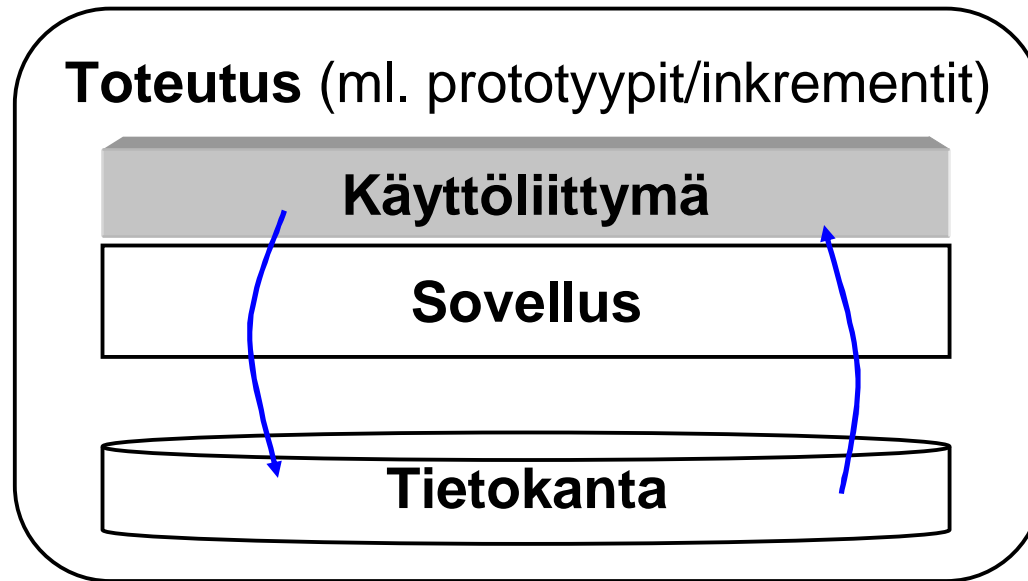 Toteutus (ml. prototyypit/inkrementit)
Käyttöliittymä
Sovellus
Tietokanta